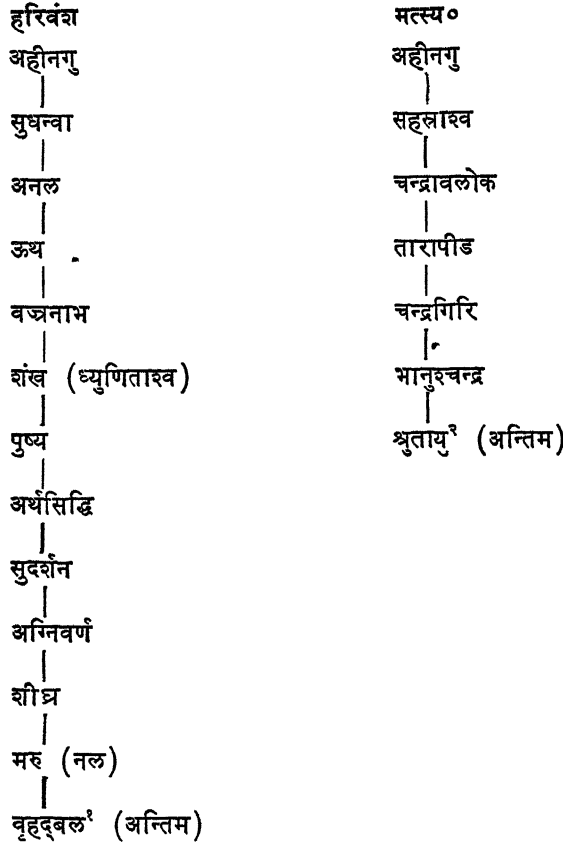 हरिवंश
अहीनगु
सुधन्वा
अनल
ऊथ
वज्रनाभ
शंख (ध्युणिताश्व)
पुष्य
अर्थसिद्धि
सुदर्शन
अग्निवर्ण
शीघ्र
मरु (नल)
वृहद्बल¹ (अन्तिम)
मत्स्य०
अहीनगु
सहस्राश्व
चन्द्रावलोक
तारापीड
चन्द्रगिरि
भानुश्चन्द्र
श्रुतायु² (अन्तिम)